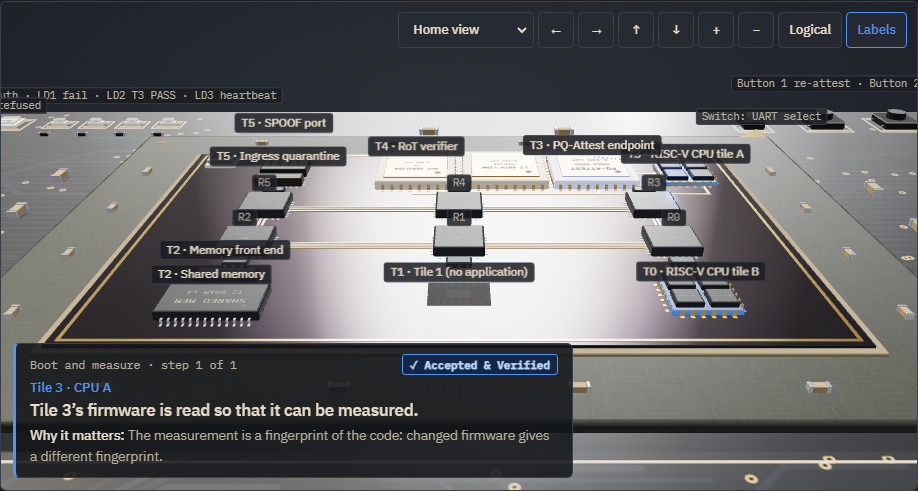 Home view
←
→
↑
↓
+
−
Logical
Labels
uth · LD1 fail · LD2 T3 PASS · LD3 heartbeat
refused
Button 1 re-attest · Button 2
Switch: UART select
T5 · SPOOF port
T5 · Ingress quarantine
T4 · RoT verifier
T3 · PQ-Attest endpoint
RISC-V CPU tile A
R5
R4
R3
R2
R1
R0
T2 · Memory front end
T2 · Shared memory
T1 · Tile 1 (no application)
T0 · RISC-V CPU tile B
SHARED MEM
PQ-ATTEST
Boot and measure · step 1 of 1
✓ Accepted & Verified
Tile 3 · CPU A
Tile 3’s firmware is read so that it can be measured.
Why it matters: The measurement is a fingerprint of the code: changed firmware gives
a different fingerprint.